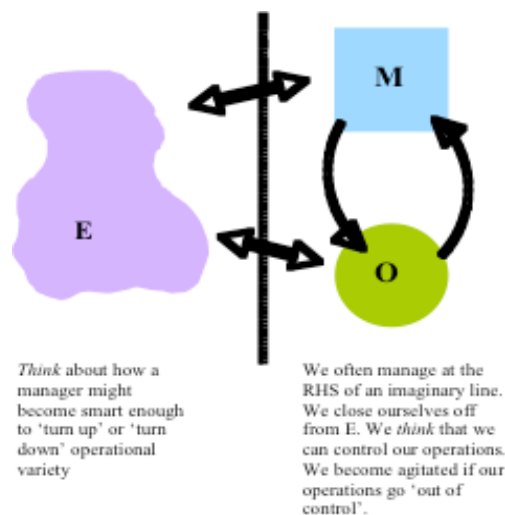 M
E
O
Think about how a
manager might
become smart enough
to ‘turn up’ or ‘turn
down’ operational
variety
We often manage at the
RHS of an imaginary line.
We close ourselves off
from E. We think that we
can control our operations.
We become agitated if our
operations go ‘out of
control’.